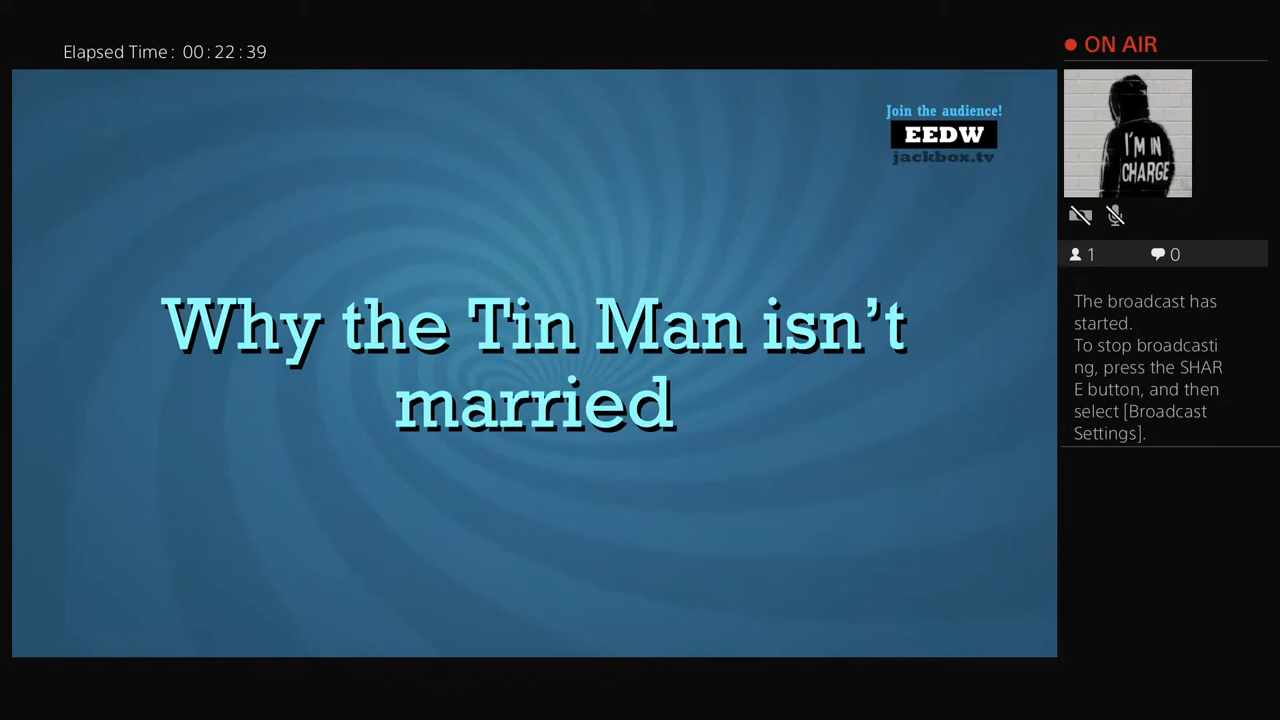 Elapsed Time: 00:22:39
ON AIR
Join the audience!
EEDW
jackbox.tv
I'M IN
CHARGE
1 0
Why the Tin Man isn't
married
The broadcast has
started.
To stop broadcasti
ng, press the SHAR
E button, and then
select [Broadcast
Settings].